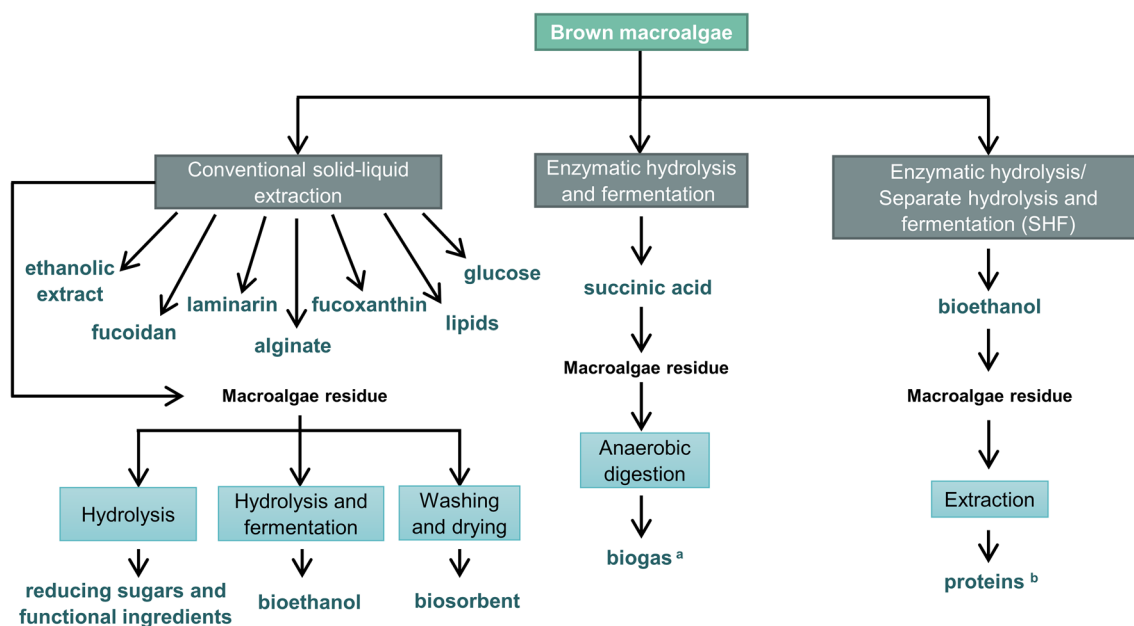 Brown macroalgae
Conventional solid-liquid
extraction
ethanolic
extract
fucoidan
laminarin
alginate
fucoxanthin
lipids
glucose
Macroalgae residue
Hydrolysis
reducing sugars and
functional ingredients
Hydrolysis and
fermentation
bioethanol
Washing
and drying
biosorbent
Enzymatic hydrolysis
and fermentation
succinic acid
Macroalgae residue
Anaerobic
digestion
biogas a
Enzymatic hydrolysis/
Separate hydrolysis and
fermentation (SHF)
bioethanol
Macroalgae residue
Extraction
proteins b